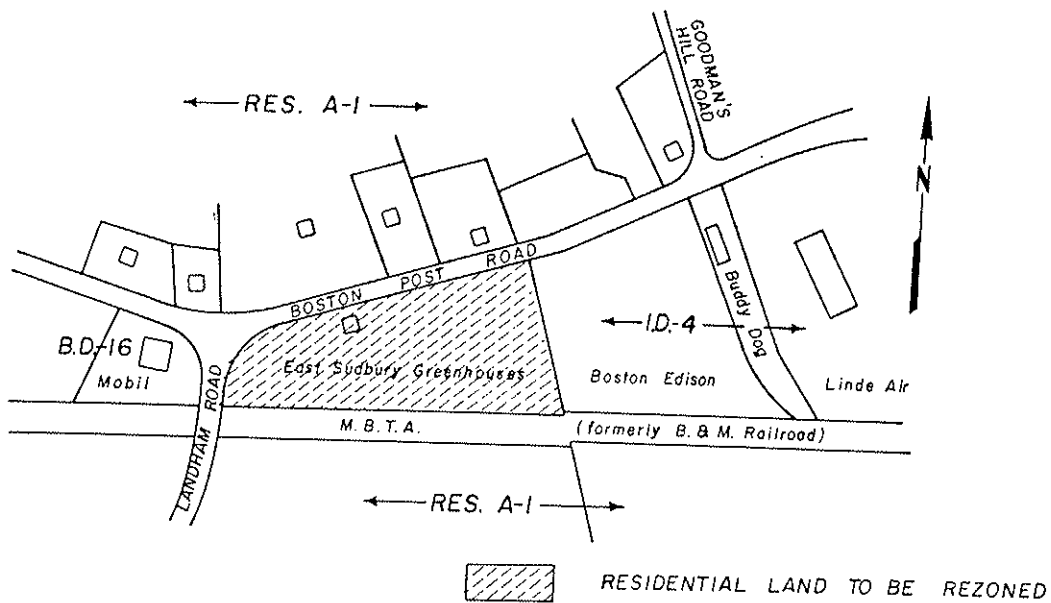 GOODMAN'S
HILL ROAD
RES. A-1
N
BOSTON POST ROAD
B.D.-16
Mobil
East Sudbury Greenhouses
I.D.-4
Buddy Dog
Boston Edison
Linde Air
LANDHAM ROAD
M.B.T.A. (formerly B. & M. Railroad)
RES. A-1
RESIDENTIAL LAND TO BE REZONED